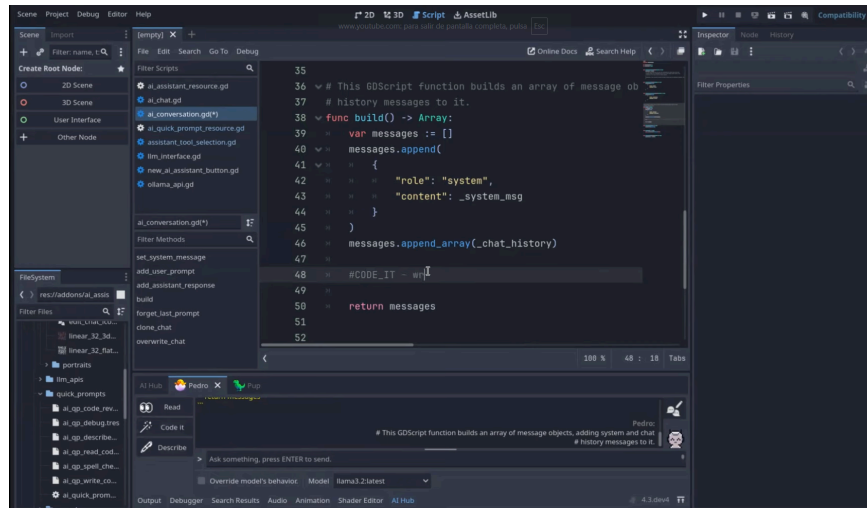 Scene Project Debug Editor Help
2D 3D Script AssetLib
Compatibility
www.youtube.com: para salir de pantalla completa, pulsa Esc
Scene Import
[empty]
Inspector Node History
Filter: name, t:
File Edit Search Go To Debug
Online Docs Search Help
Create Root Node:
Filter Scripts
Filter Properties
2D Scene
3D Scene
User Interface
Other Node
ai_assistant_resource.gd
ai_chat.gd
ai_conversation.gd(*)
ai_quick_prompt_resource.gd
assistant_tool_selection.gd
llm_interface.gd
new_ai_assistant_button.gd
ollama_api.gd
ai_conversation.gd(*)
Filter Methods
set_system_message
add_user_prompt
add_assistant_response
build
forget_last_prompt
clone_chat
overwrite_chat
35
36 # This GDScript function builds an array of message ob
37 # history messages to it.
38 func build() -> Array:
39 var messages := []
40 messages.append(
41 {
42 "role": "system",
43 "content": _system_msg
44 }
45 )
46 messages.append_array(_chat_history)
47
48 #CODE_IT - wr
49
50 return messages
51
52
100 % 48 : 18 Tabs
FileSystem
res://addons/ai_assis
Filter Files
linear_32_3d...
linear_32_flat...
portraits
llm_apis
quick_prompts
ai_qp_code_rev...
ai_qp_debug.tres
ai_qp_describe...
ai_qp_read_cod...
ai_qp_spell_che...
ai_qp_write_co...
ai_quick_prom...
AI Hub Pedro Pup
return messages
Read
Code it
Describe
Pedro:
# This GDScript function builds an array of message objects, adding system and chat
# history messages to it.
> Ask something, press ENTER to send.
Override model's behavior. Model llama3.2:latest
Output Debugger Search Results Audio Animation Shader Editor AI Hub
4.3.dev4